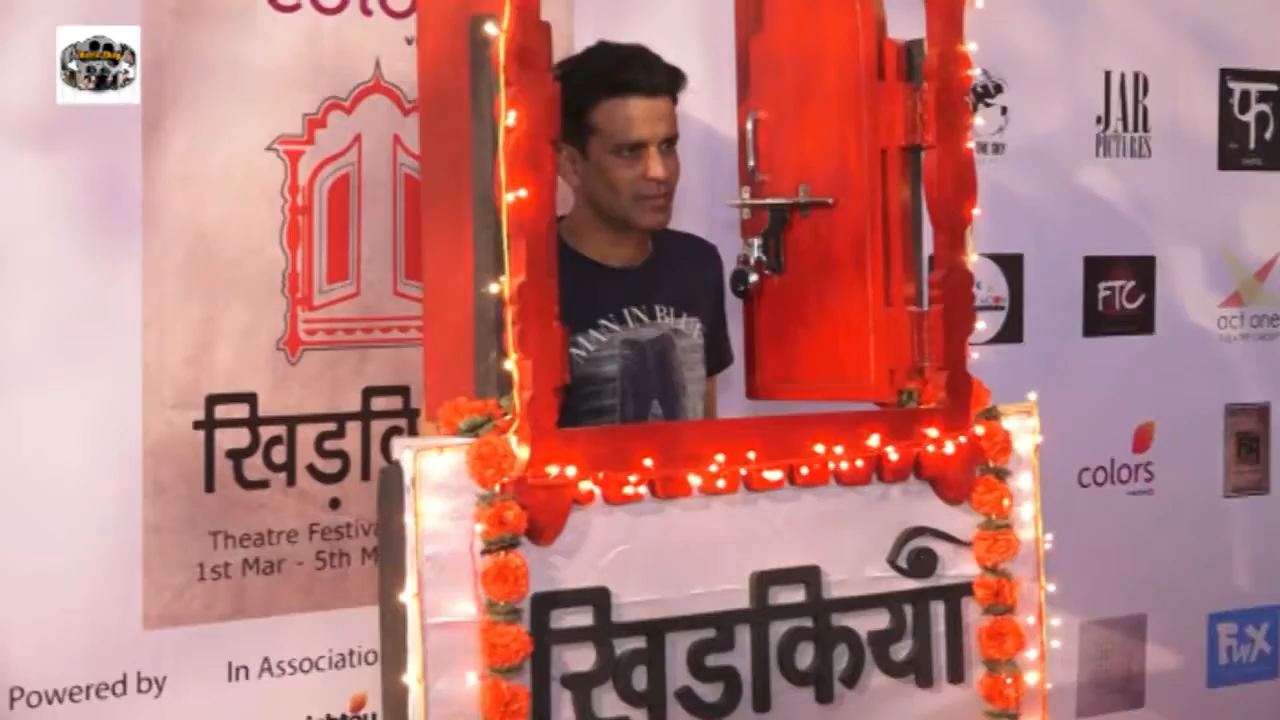 colo
खिड़कि
Theatre Festiva
1st Mar - 5th M
Powered by
In Associatio
MAN IN BLUE
खिडकियाँ
JAR
PICTURES
फ
FTC
act one
colors
FWX